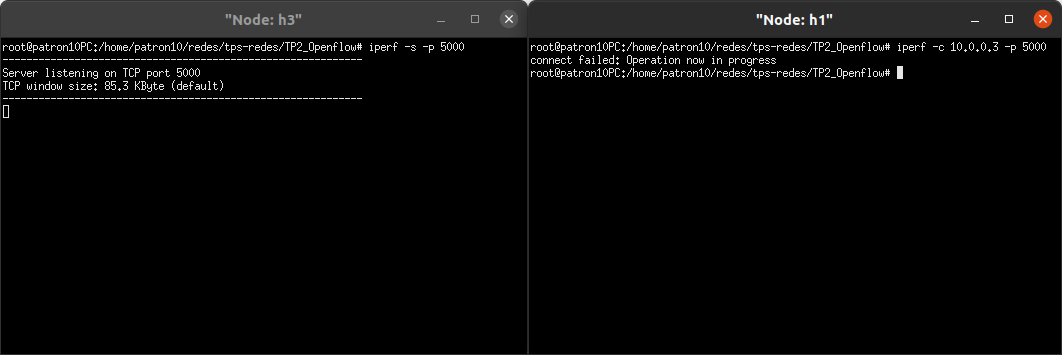 "Node: h3"
root@patron10PC:/home/patron10/redes/tps-redes/TP2_Openflow# iperf -s -p 5000
------------------------------------------------------------
Server listening on TCP port 5000
TCP window size: 85.3 KByte (default)
------------------------------------------------------------
"Node: h1"
root@patron10PC:/home/patron10/redes/tps-redes/TP2_Openflow# iperf -c 10.0.0.3 -p 5000
connect failed: Operation now in progress
root@patron10PC:/home/patron10/redes/tps-redes/TP2_Openflow#